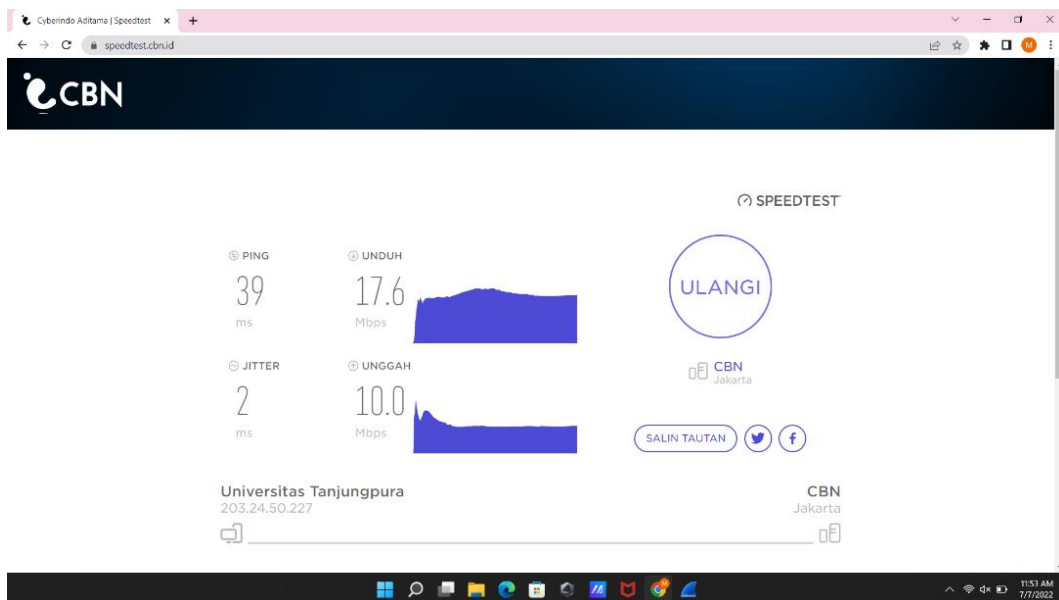 Cyberindo Aditama | Speedtest
speedtest.cbn.id
M
CBN
SPEEDTEST
PING
39
ms
UNDUH
17.6
Mbps
ULANGI
JITTER
2
ms
UNGGAH
10.0
Mbps
CBN
Jakarta
SALIN TAUTAN
Universitas Tanjungpura
203.24.50.227
CBN
Jakarta
11:53 AM
7/7/2022